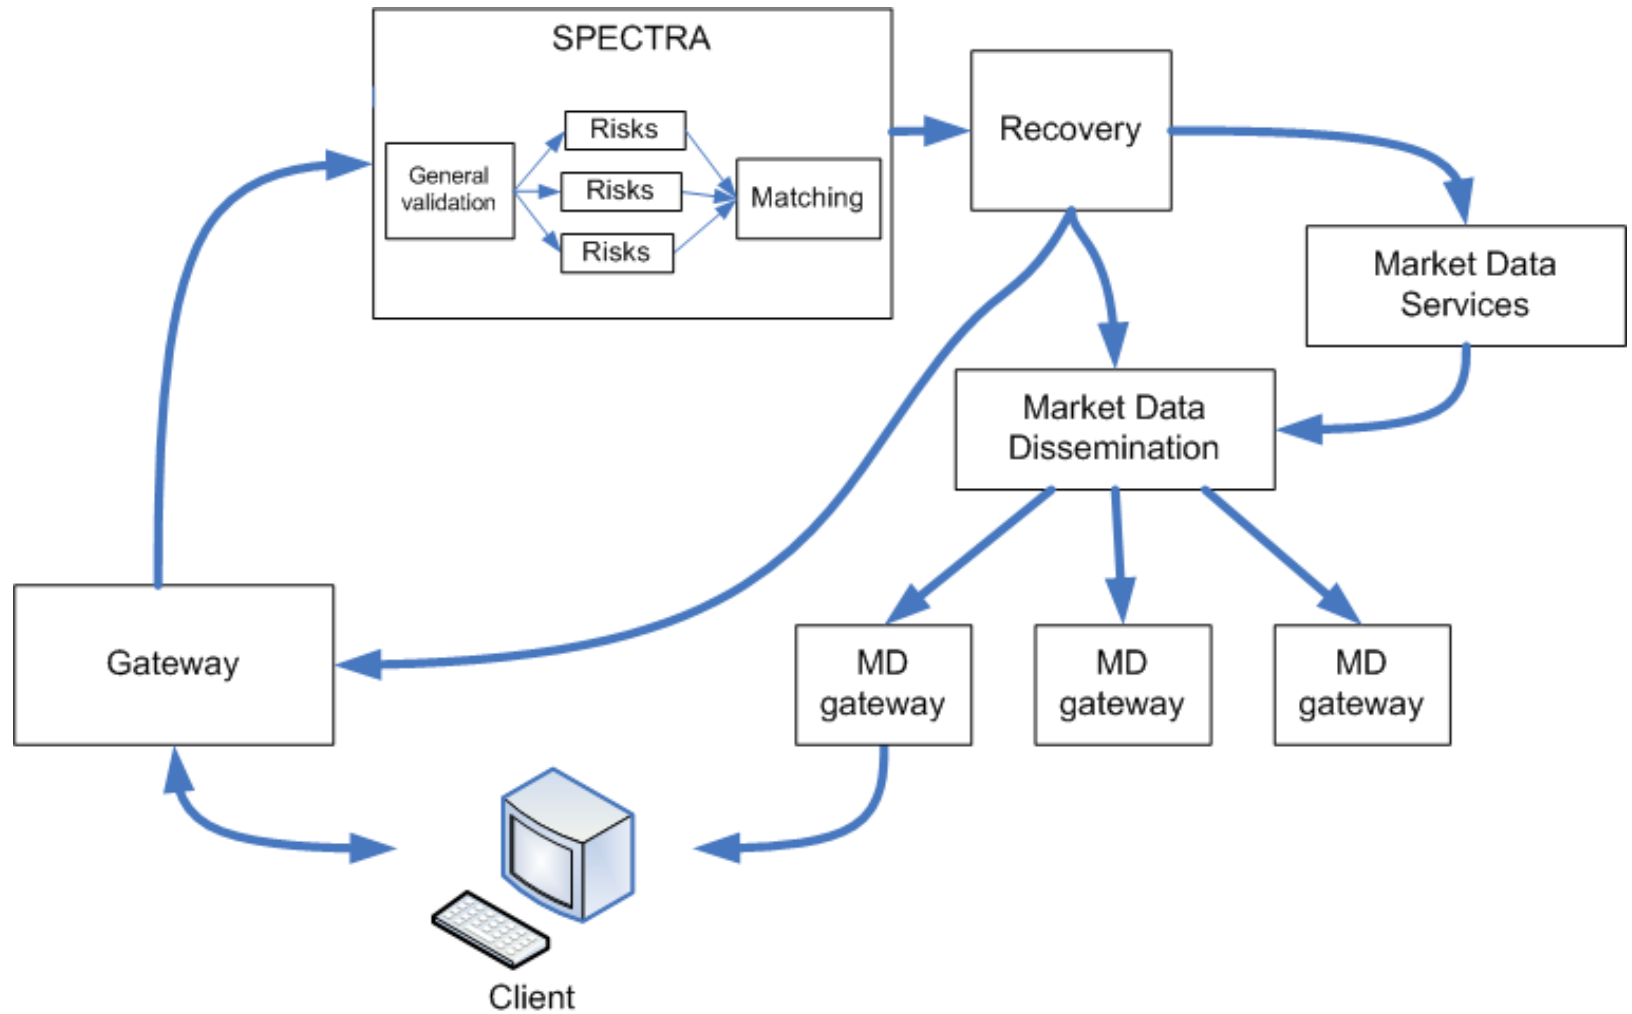 SPECTRA
General
validation
Risks
Risks
Risks
Matching
Recovery
Market Data
Services
Market Data
Dissemination
Gateway
MD
gateway
MD
gateway
MD
gateway
Client